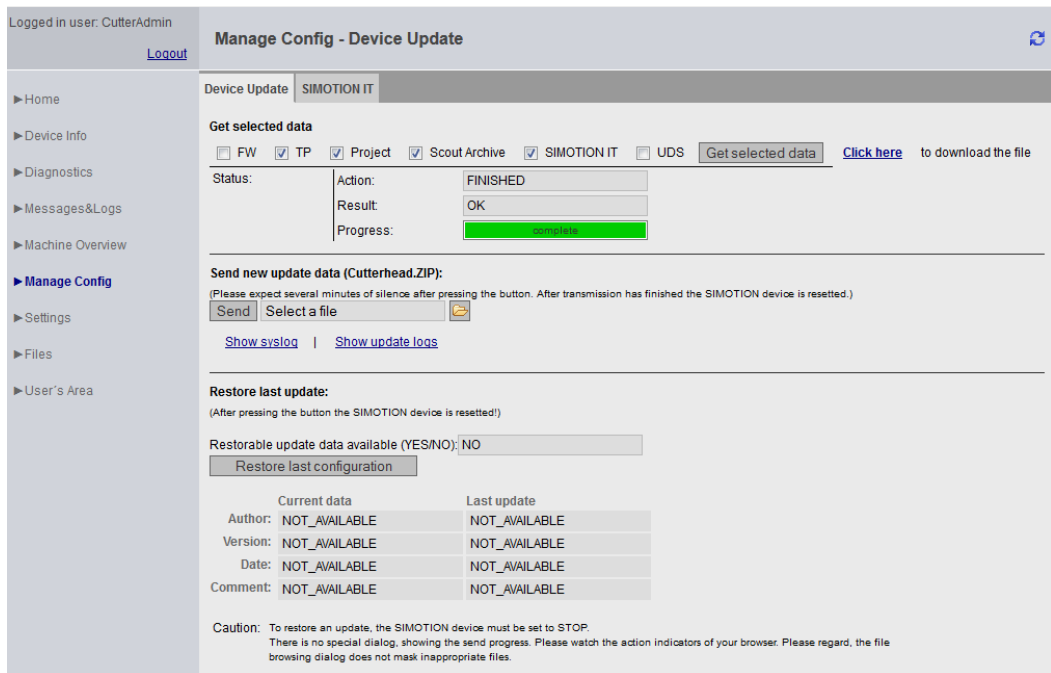 Logged in user: CutterAdmin
Logout
Manage Config - Device Update
►Home
►Device Info
►Diagnostics
►Messages&Logs
►Machine Overview
►Manage Config
►Settings
►Files
►User´s Area
Device Update SIMOTION IT
Get selected data
FW TP Project Scout Archive SIMOTION IT UDS Get selected data Click here to download the file
Status: Action: FINISHED
Result: OK
Progress: complete
Send new update data (Cutterhead.ZIP):
(Please expect several minutes of silence after pressing the button. After transmission has finished the SIMOTION device is resetted.)
Send Select a file
Show syslog | Show update logs
Restore last update:
(After pressing the button the SIMOTION device is resetted!)
Restorable update data available (YES/NO): NO
Restore last configuration
Current data Last update
Author: NOT_AVAILABLE NOT_AVAILABLE
Version: NOT_AVAILABLE NOT_AVAILABLE
Date: NOT_AVAILABLE NOT_AVAILABLE
Comment: NOT_AVAILABLE NOT_AVAILABLE
Caution: To restore an update, the SIMOTION device must be set to STOP.
There is no special dialog, showing the send progress. Please watch the action indicators of your browser. Please regard, the file
browsing dialog does not mask inappropriate files.